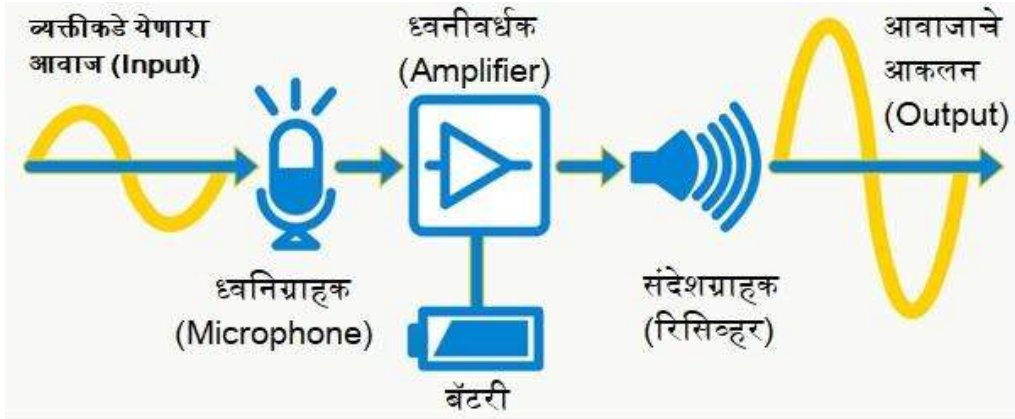 व्यक्तीकडे येणारा
आवाज (Input)
ध्वनीवर्धक
(Amplifier)
आवाजाचे
आकलन
(Output)
ध्वनिग्राहक
(Microphone)
बॅटरी
संदेशग्राहक
(रिसिव्हर)